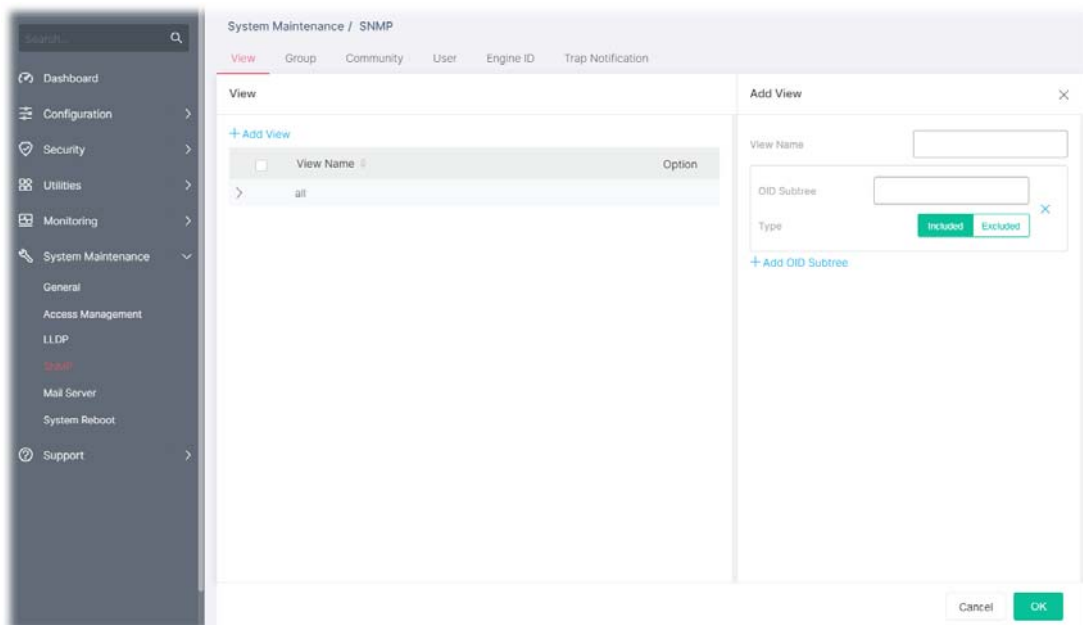 Search...
Dashboard
Configuration
Security
Utilities
Monitoring
System Maintenance
General
Access Management
LLDP
SNMP
Mail Server
System Reboot
Support
System Maintenance / SNMP
View Group Community User Engine ID Trap Notification
View
+ Add View
View Name Option
all
Add View
View Name
OID Subtree
Type Included Excluded
+ Add OID Subtree
Cancel OK